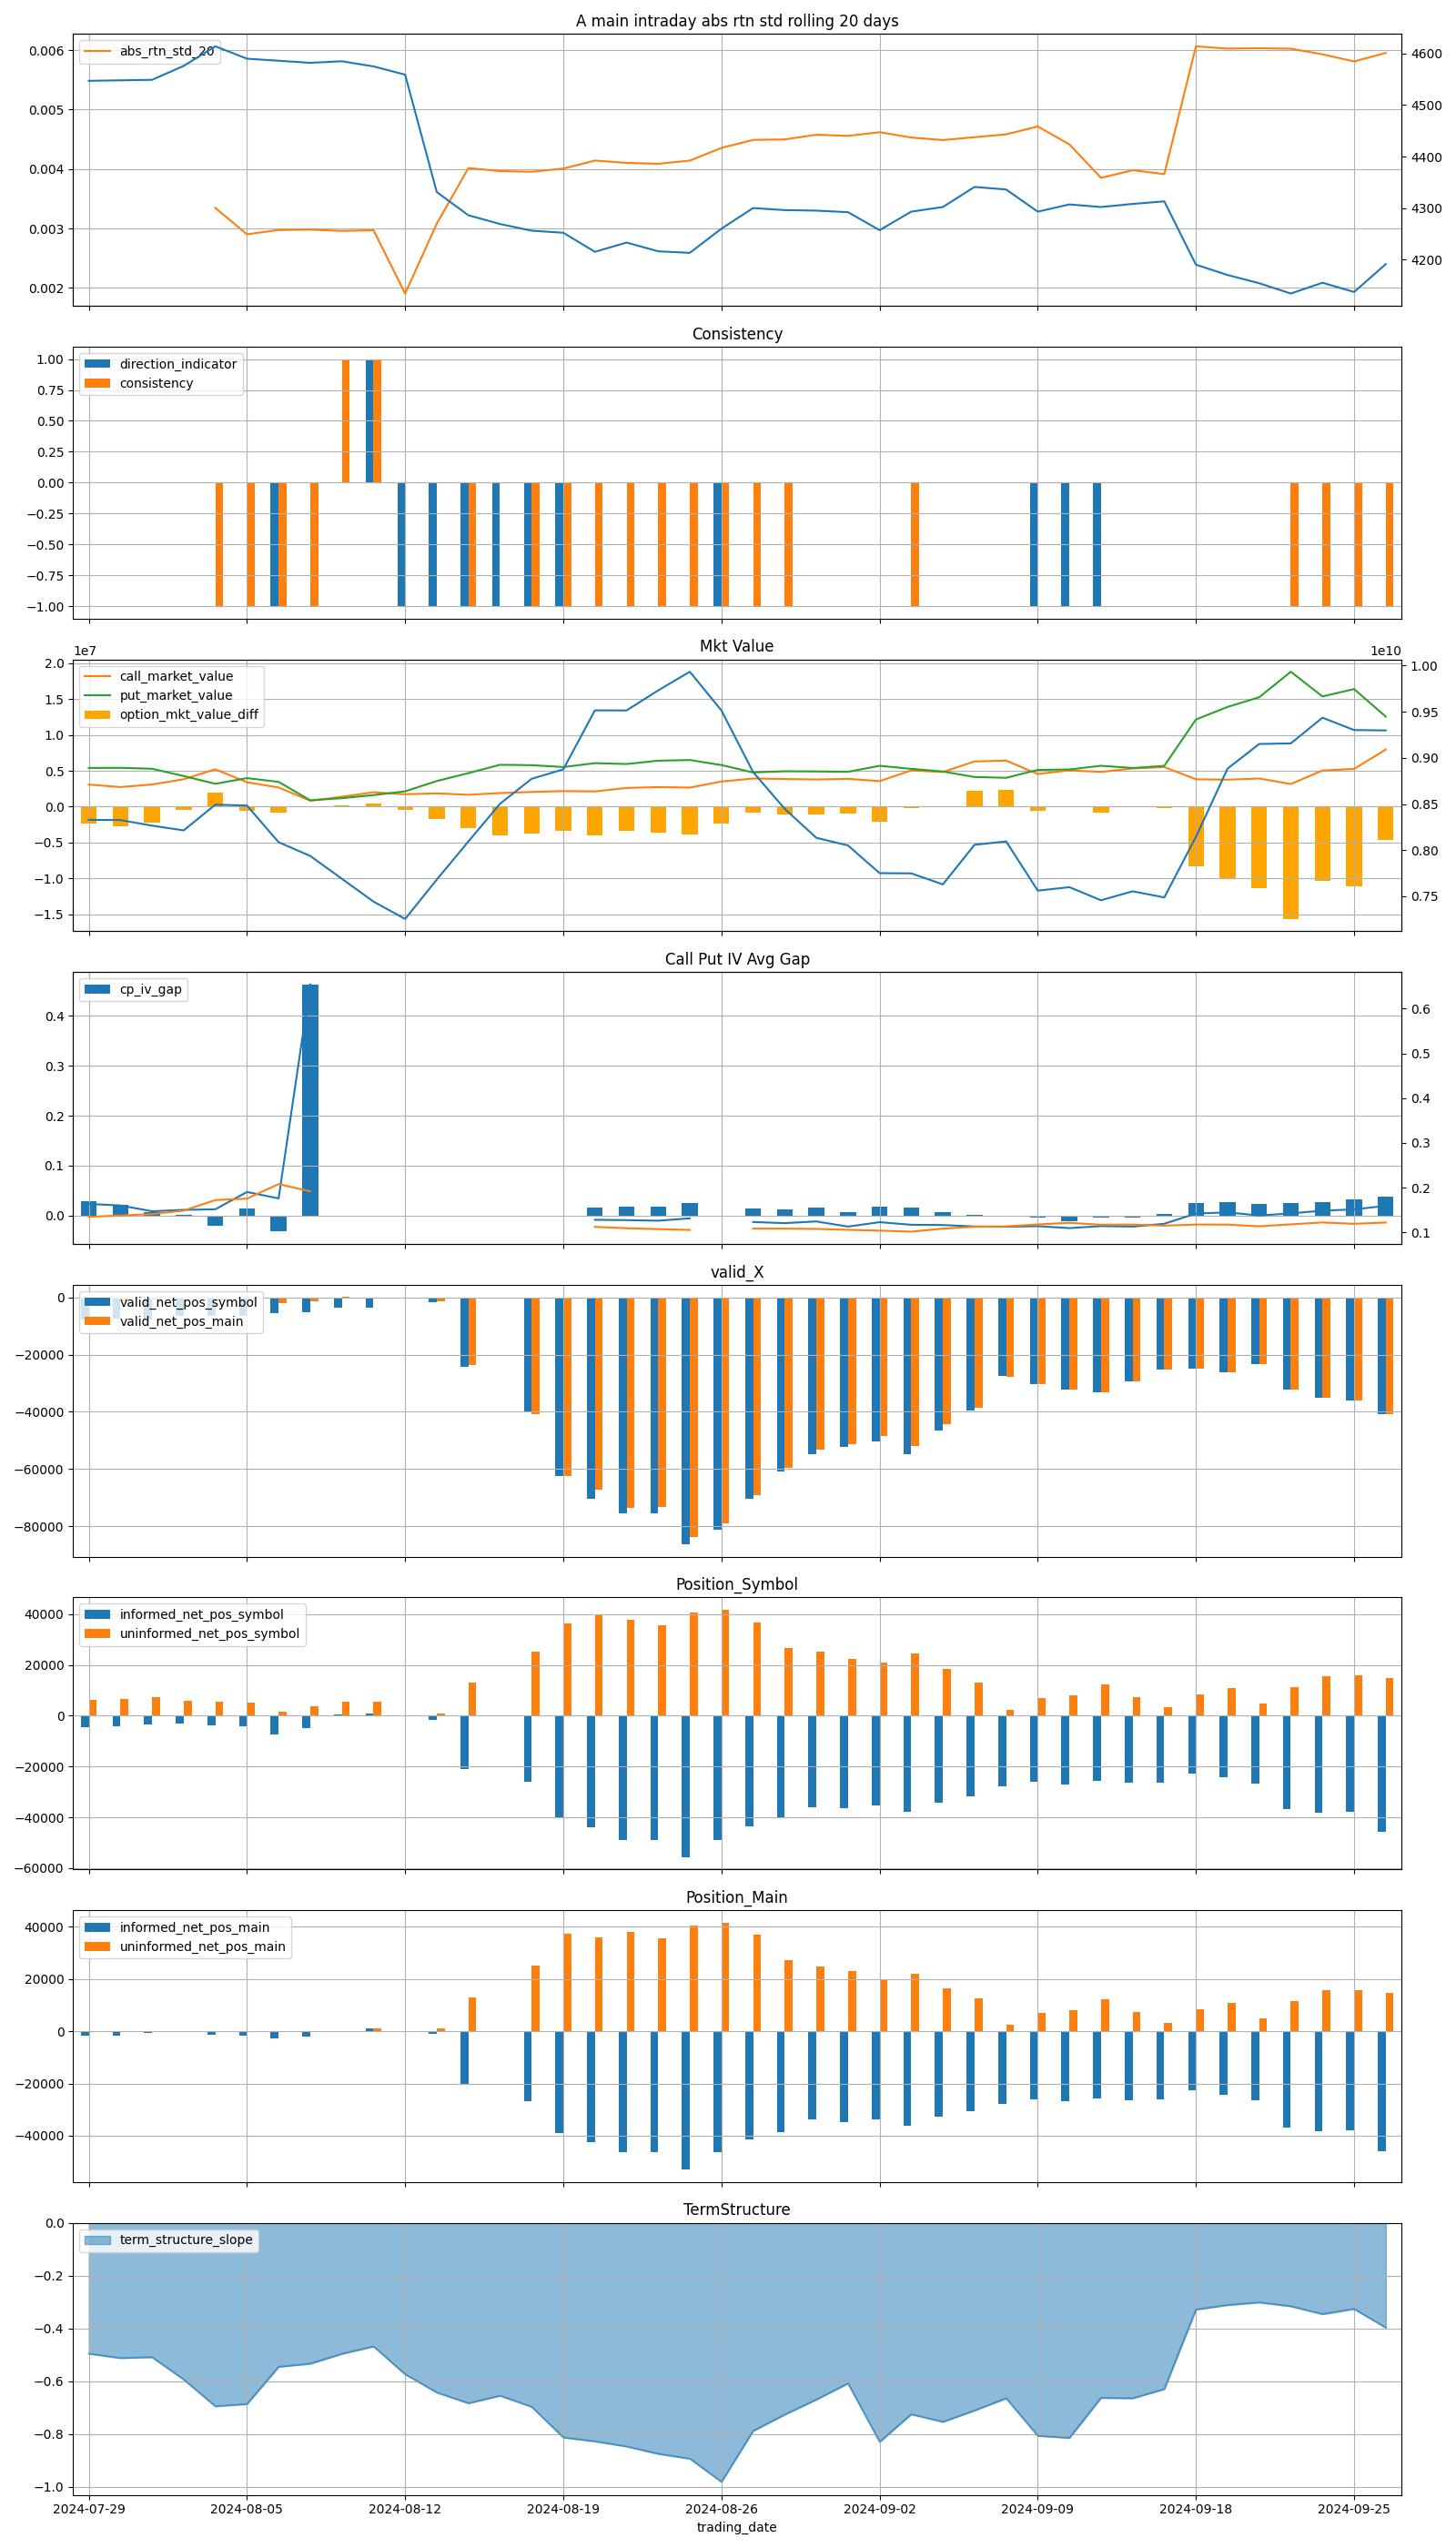 A main intraday abs rtn std rolling 20 days
abs_rtn_std_20
0.006
0.005
0.004
0.003
0.002
4600
4500
4400
4300
4200
Consistency
direction_indicator
consistency
1.00
0.75
0.50
0.25
0.00
−0.25
−0.50
−0.75
−1.00
Mkt Value
1e7
1e10
call_market_value
put_market_value
option_mkt_value_diff
2.0
1.5
1.0
0.5
0.0
−0.5
−1.0
−1.5
1.00
0.95
0.90
0.85
0.80
0.75
Call Put IV Avg Gap
cp_iv_gap
0.4
0.3
0.2
0.1
0.0
0.6
0.5
0.4
0.3
0.2
0.1
valid_X
valid_net_pos_symbol
valid_net_pos_main
0
−20000
−40000
−60000
−80000
Position_Symbol
informed_net_pos_symbol
uninformed_net_pos_symbol
40000
20000
0
−20000
−40000
−60000
Position_Main
informed_net_pos_main
uninformed_net_pos_main
40000
20000
0
−20000
−40000
TermStructure
term_structure_slope
0.0
−0.2
−0.4
−0.6
−0.8
−1.0
2024-07-29 2024-08-05 2024-08-12 2024-08-19 2024-08-26 2024-09-02 2024-09-09 2024-09-18 2024-09-25
trading_date